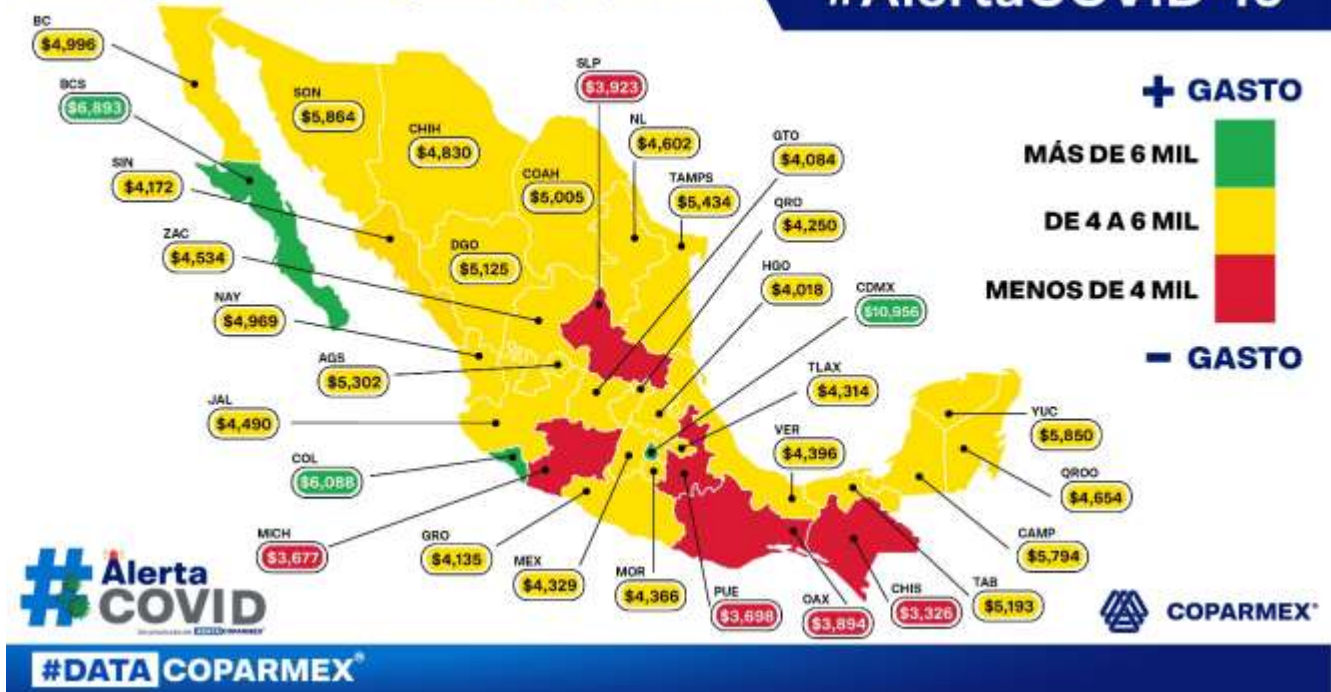 #AlertaCOVID-19
BC
$4,996
BCS
$6,893
SON
$5,864
CHIH
$4,830
SLP
$3,923
NL
$4,602
GTO
$4,084
SIN
$4,172
COAH
$5,005
TAMPS
$5,434
QRO
$4,250
ZAC
$4,534
DGO
$5,125
HGO
$4,018
CDMX
$10,956
NAY
$4,969
AGS
$5,302
TLAX
$4,314
JAL
$4,490
VER
$4,396
YUC
$5,850
COL
$6,088
QROO
$4,654
MICH
$3,677
GRO
$4,135
MEX
$4,329
MOR
$4,366
PUE
$3,698
OAX
$3,894
CHIS
$3,326
TAB
$5,193
CAMP
$5,794
+ GASTO
MÁS DE 6 MIL
DE 4 A 6 MIL
MENOS DE 4 MIL
- GASTO
#Alerta
COVID
COPARMEX®
#DATA COPARMEX®